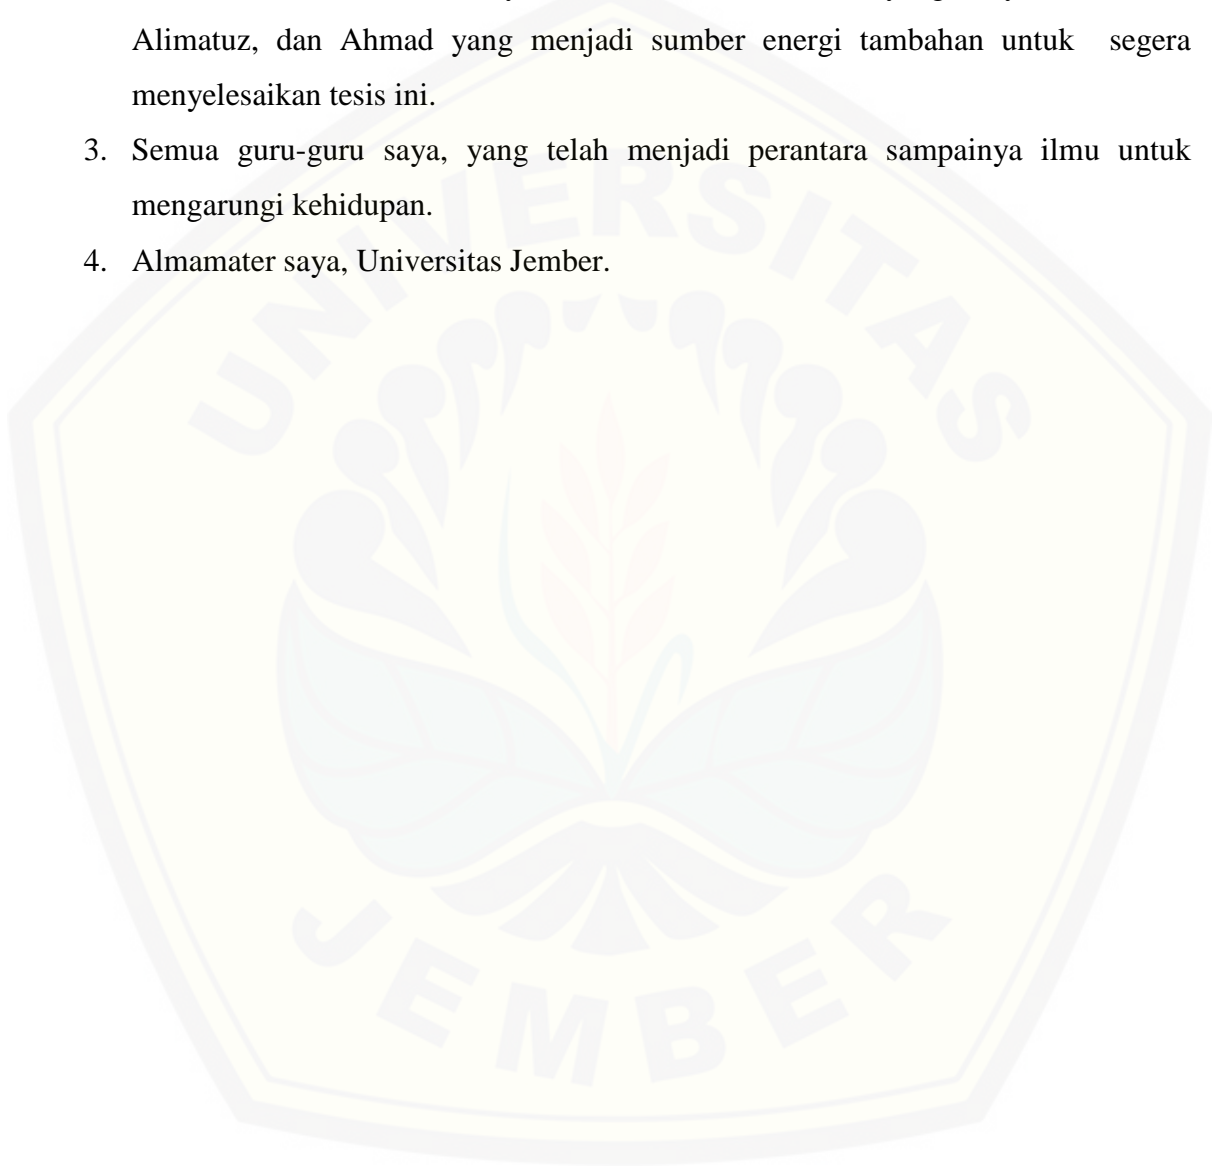 Alimatuz, dan Ahmad yang menjadi sumber energi tambahan untuk segera
menyelesaikan tesis ini.
3. Semua guru-guru saya, yang telah menjadi perantara sampainya ilmu untuk
mengarungi kehidupan.
4. Almamater saya, Universitas Jember.
UNIVERSITAS
JEMBER